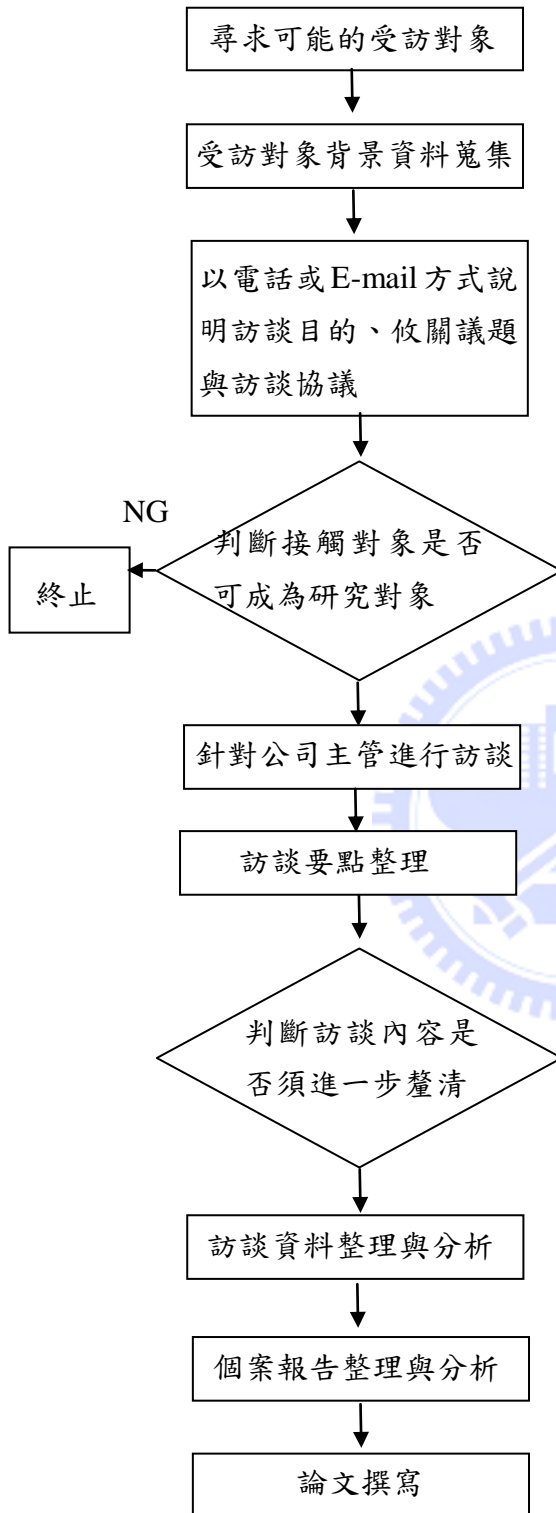 尋求可能的受訪對象
受訪對象背景資料蒐集
以電話或E-mail方式說
明訪談目的、攸關議題
與訪談協議
NG
判斷接觸對象是否
可成為研究對象
終止
針對公司主管進行訪談
訪談要點整理
判斷訪談內容是
否須進一步釐清
訪談資料整理與分析
個案報告整理與分析
論文撰寫